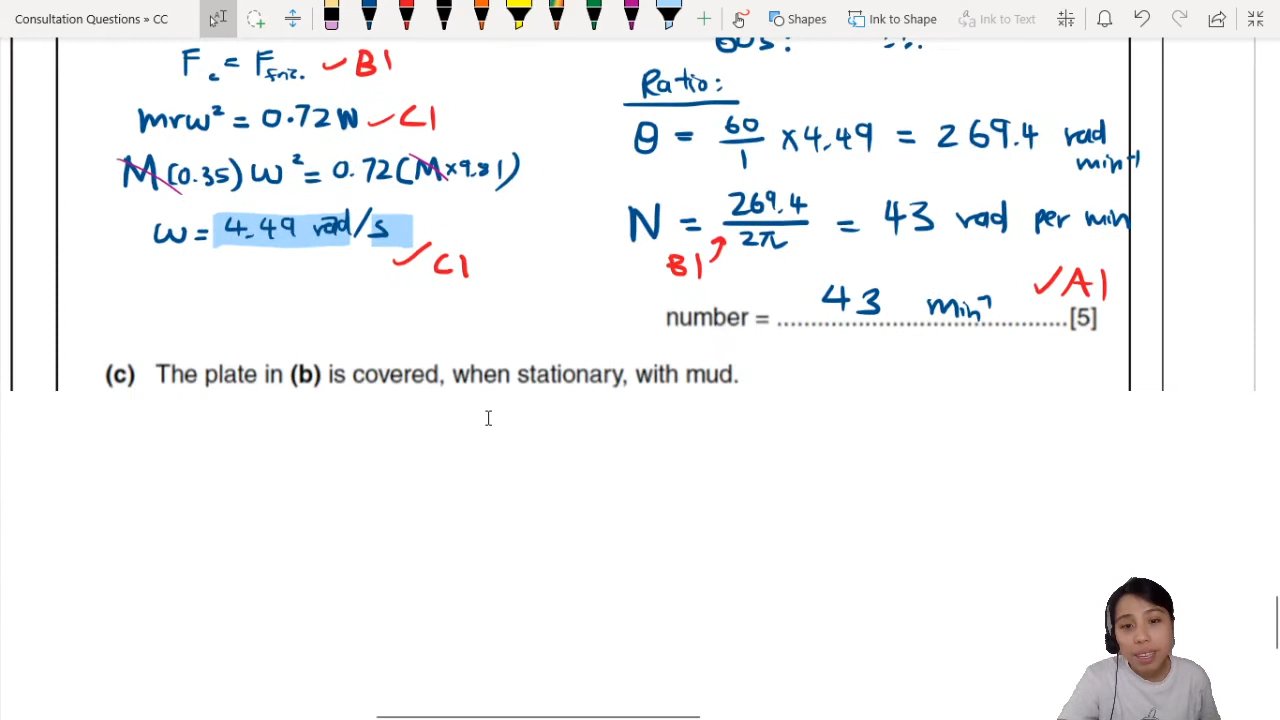 Consultation Questions » CC
Shapes
Ink to Shape
Ink to Text
Fc = Ffric. ✓B1
mrω² = 0.72W ✓C1
M(0.35)ω² = 0.72(M×9.81)
ω = 4.49 rad/s
✓C1
Ratio:
θ = 60/1 × 4.49 = 269.4 rad min⁻¹
N = 269.4/2π = 43 rad per min
B1
✓A1
number = 43 min⁻¹ [5]
(c) The plate in (b) is covered, when stationary, with mud.